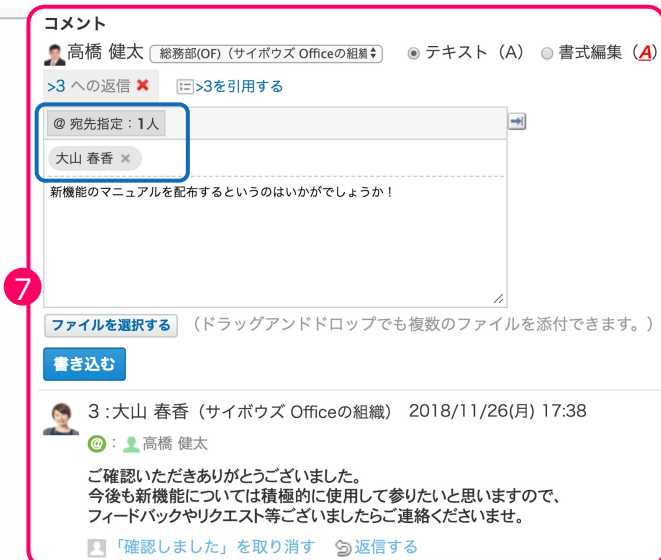 コメント
高橋 健太 総務部(OF)（サイボウズ Officeの組織 テキスト（A） 書式編集（A）
>3 への返信 ✖ >3を引用する
@ 宛先指定：1人
大山 春香 ×
新機能のマニュアルを配布するというのはいかがでしょうか！
7
ファイルを選択する （ドラッグアンドドロップでも複数のファイルを添付できます。）
書き込む
3 :大山 春香（サイボウズ Officeの組織） 2018/11/26(月) 17:38
@ : 高橋 健太
ご確認いただきありがとうございました。
今後も新機能については積極的に使用して参りたいと思いますので、
フィードバックやリクエスト等ございましたらご連絡くださいませ。
「確認しました」を取り消す 返信する